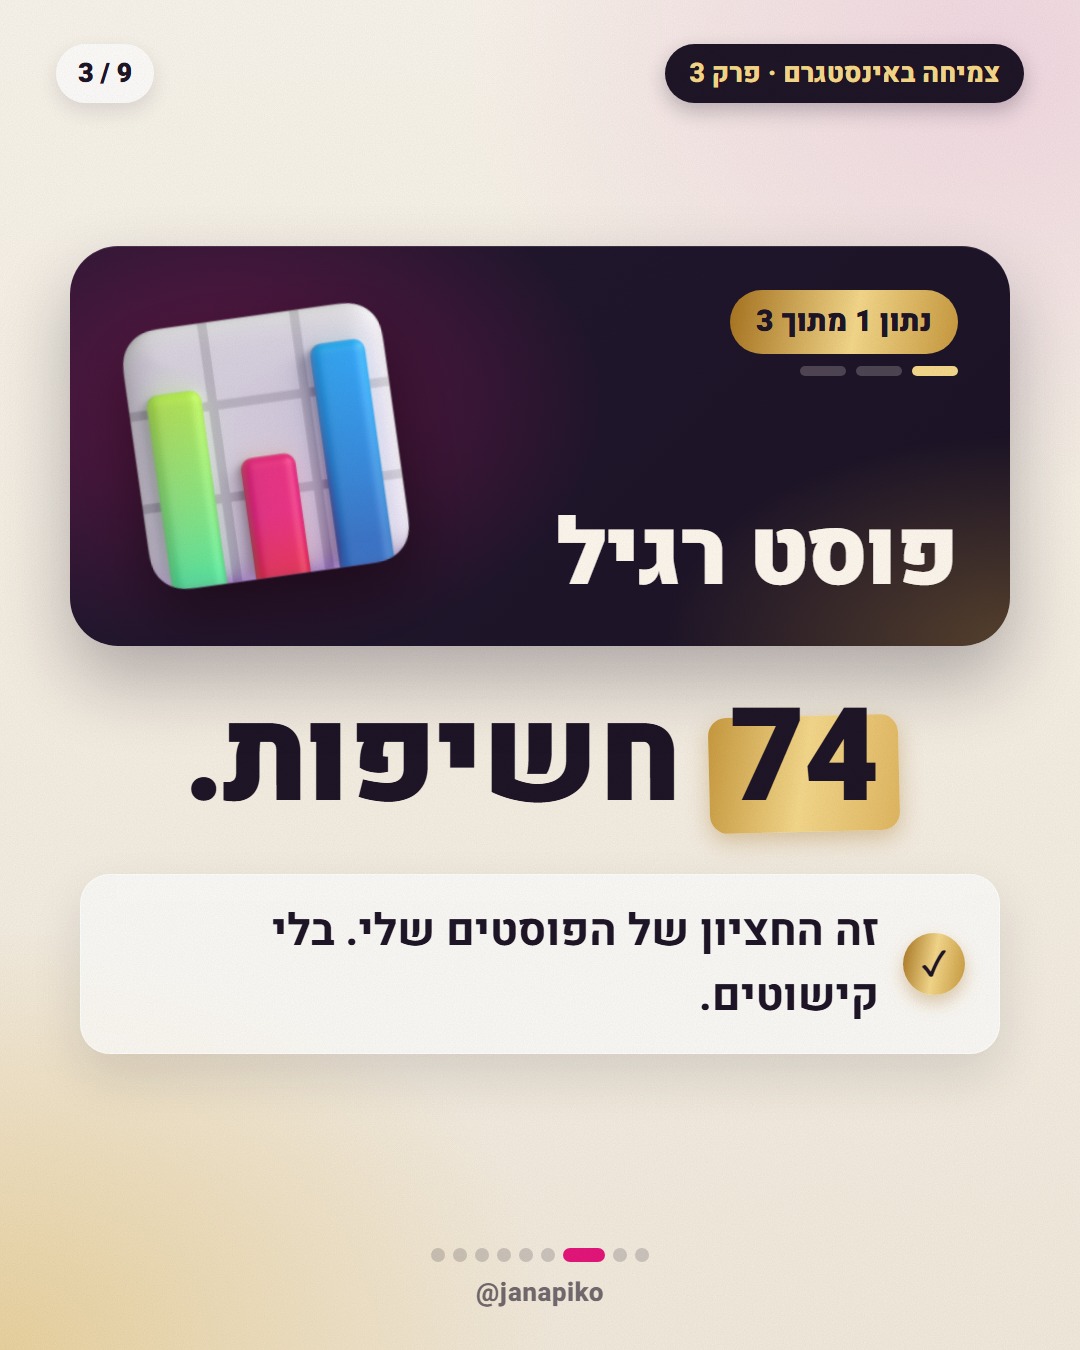 צמיחה באינסטגרם · פרק 3
3 / 9
נתון 1 מתוך 3
פוסט רגיל
74 חשיפות.
✓
זה החציון של הפוסטים שלי. בלי
קישוטים.
@janapiko